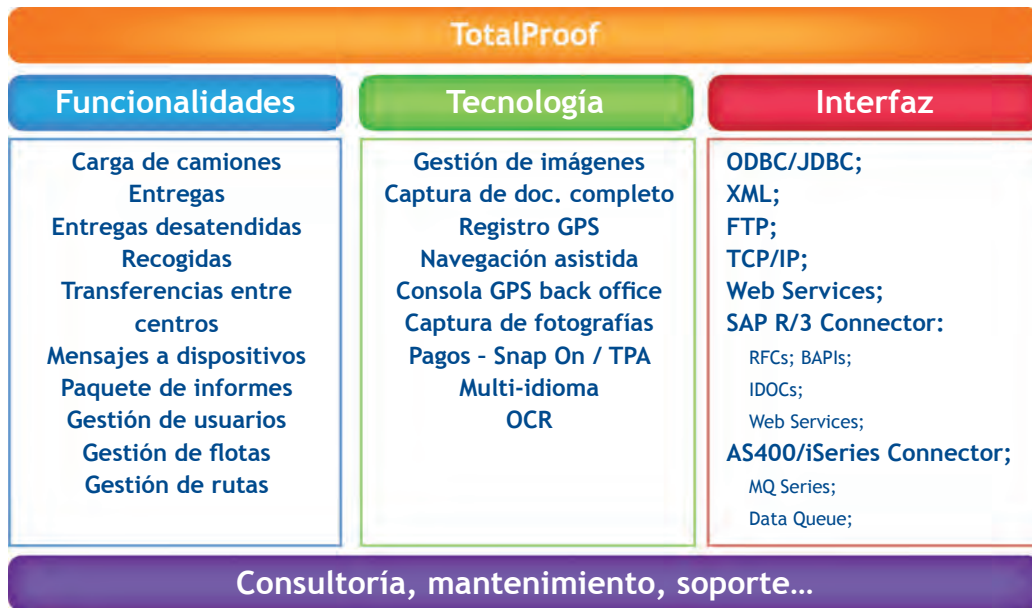 TotalProof
Funcionalidades
Carga de camiones
Entregas
Entregas desatendidas
Recogidas
Transferencias entre
centros
Mensajes a dispositivos
Paquete de informes
Gestión de usuarios
Gestión de flotas
Gestión de rutas
Tecnología
Gestión de imágenes
Captura de doc. completo
Registro GPS
Navegación asistida
Consola GPS back office
Captura de fotografías
Pagos – Snap On / TPA
Multi-idioma
OCR
Interfaz
ODBC/JDBC;
XML;
FTP;
TCP/IP;
Web Services;
SAP R/3 Connector:
RFCs; BAPIs;
IDOCs;
Web Services;
AS400/iSeries Connector;
MQ Series;
Data Queue;
Consultoría, mantenimiento, soporte…